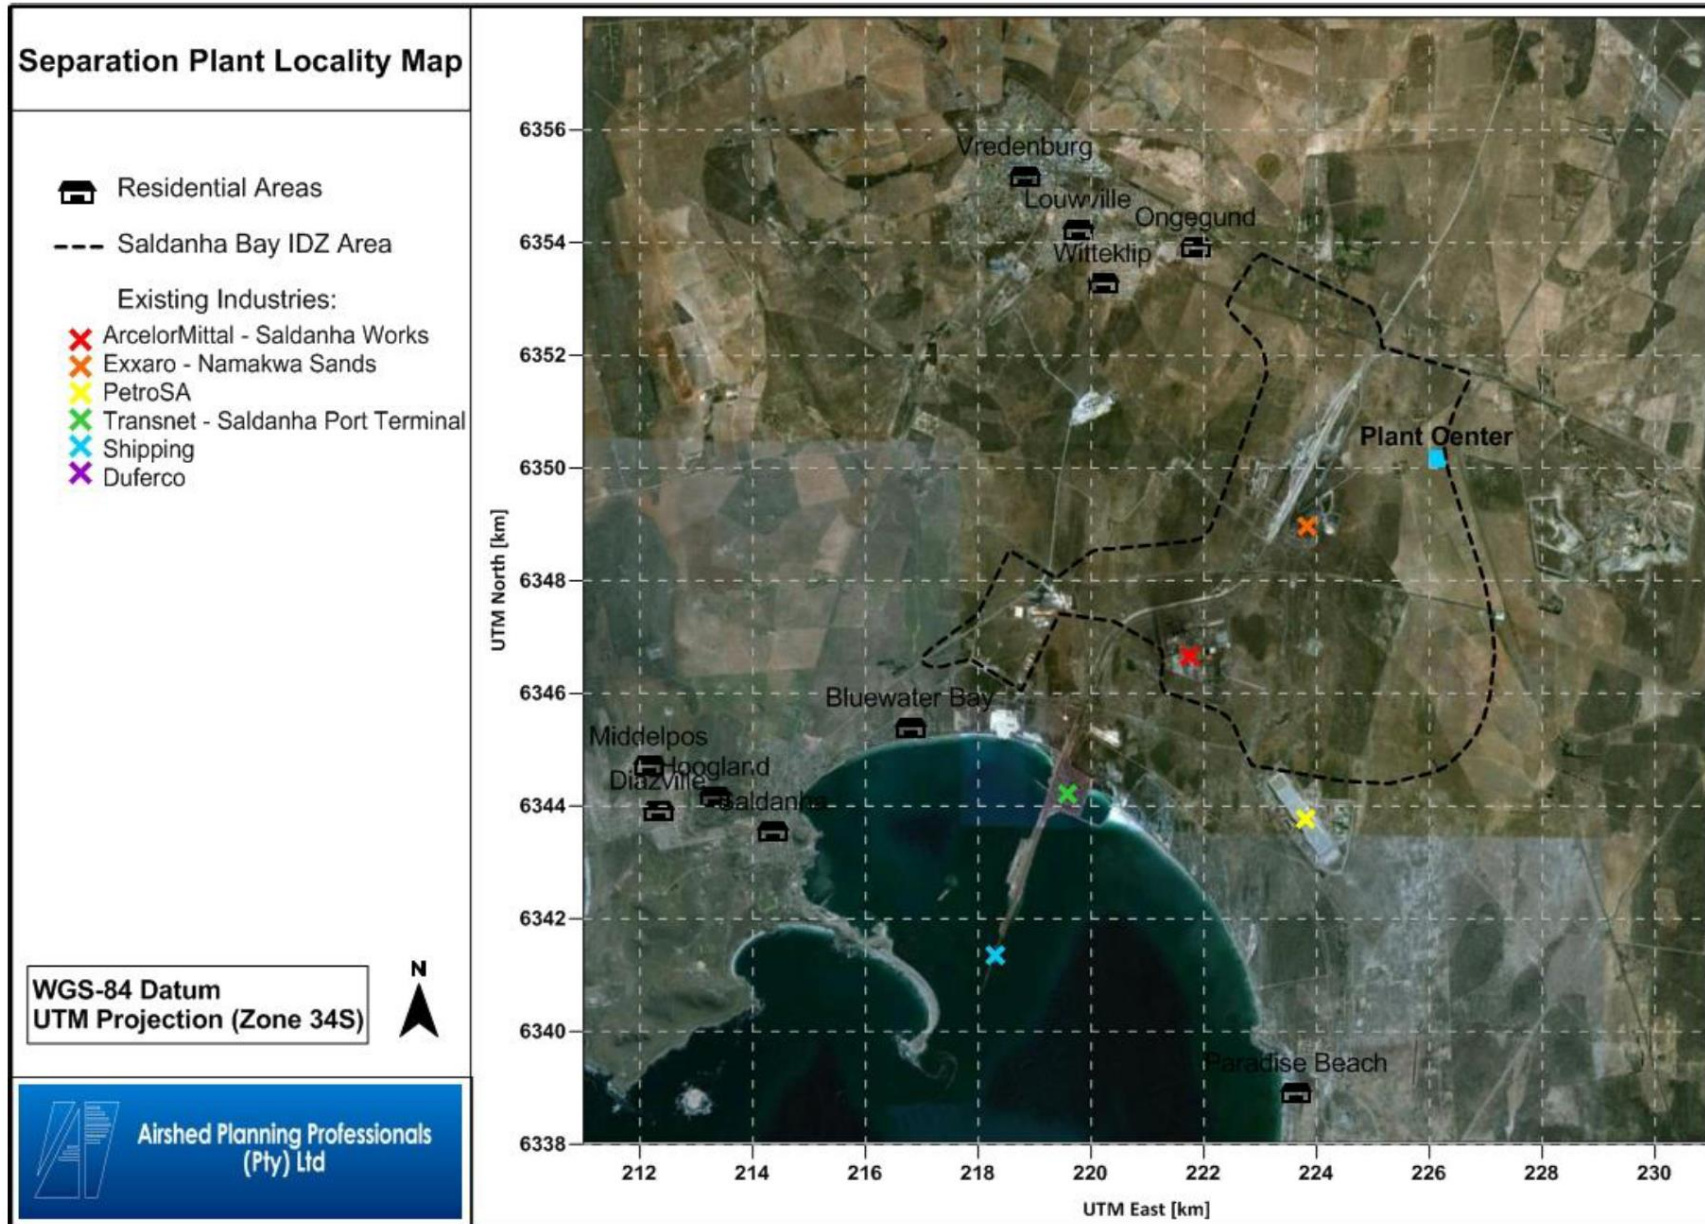 Separation Plant Locality Map
Residential Areas
Saldanha Bay IDZ Area
Existing Industries:
ArcelorMittal - Saldanha Works
Exxaro - Namakwa Sands
PetroSA
Transnet - Saldanha Port Terminal
Shipping
Duferco
WGS-84 Datum
UTM Projection (Zone 34S)
N
Airshed Planning Professionals
(Pty) Ltd
UTM North [km]
6356
6354
6352
6350
6348
6346
6344
6342
6340
6338
Vredenburg
Louwville
Ongegund
Witteklip
Plant Center
Bluewater Bay
Middelpos
Hoogland
Diazville
Saldanha
Paradise Beach
212 214 216 218 220 222 224 226 228 230
UTM East [km]